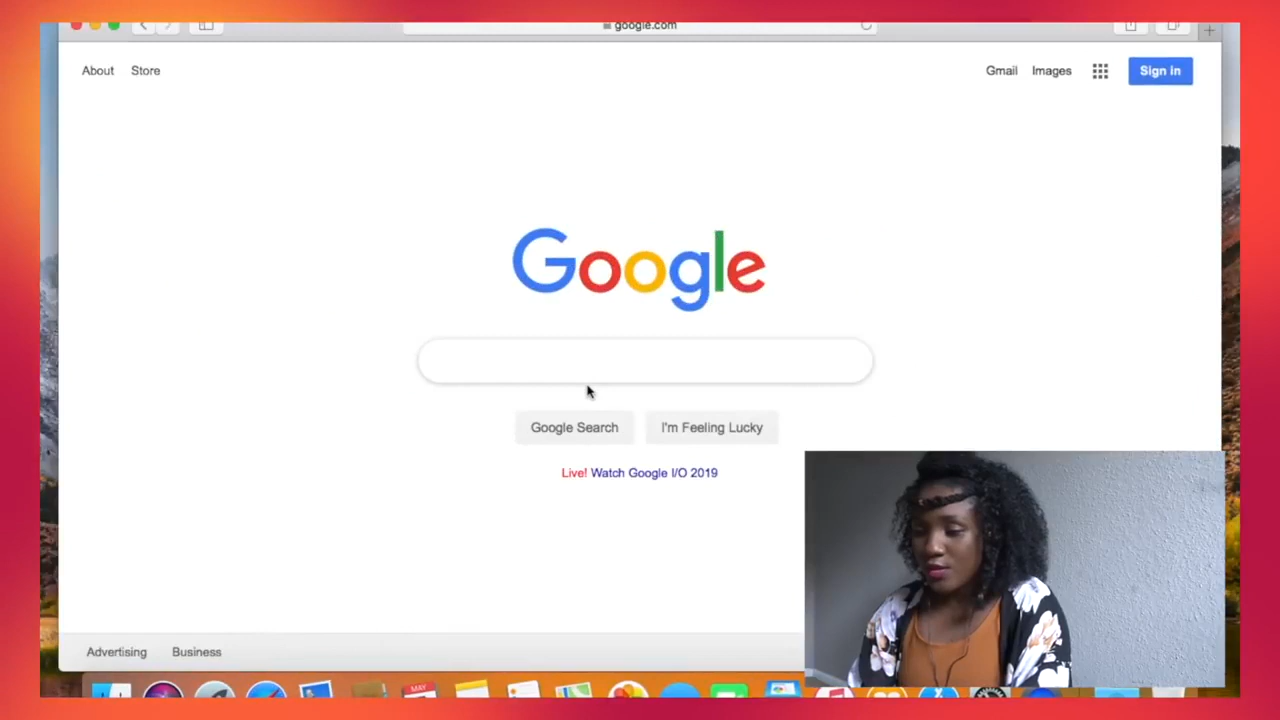 google.com
About Store
Gmail Images Sign in
Google
Google Search I'm Feeling Lucky
Live! Watch Google I/O 2019
Advertising Business
MAY